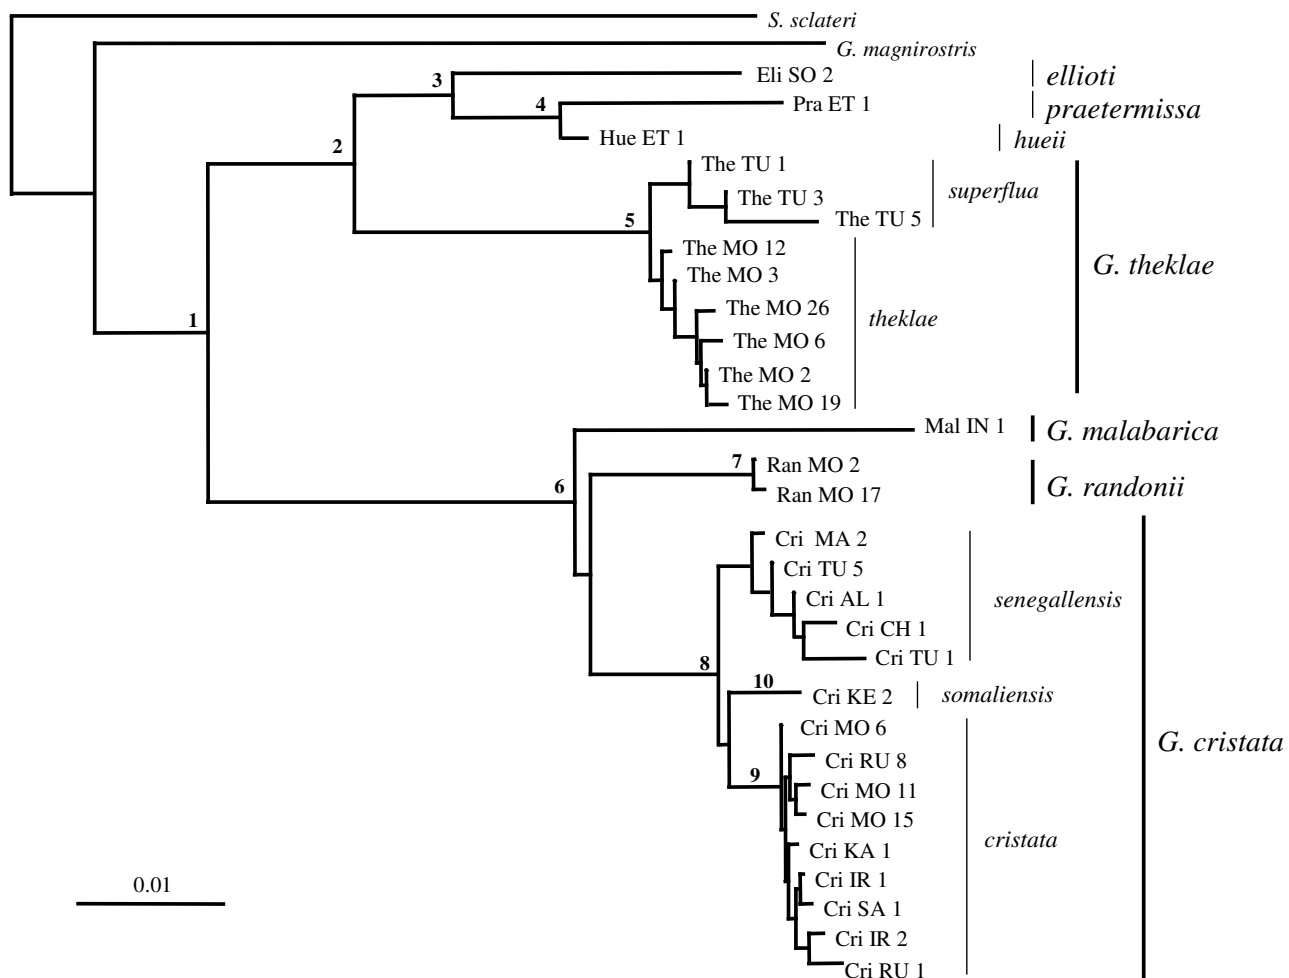 S. sclateri
G. magnirostris
3
Eli SO 2
ellioti
4
Pra ET 1
praetermissa
Hue ET 1
hueii
2
The TU 1
The TU 3
superflua
5
The TU 5
The MO 12
G. theklae
The MO 3
The MO 26
theklae
1
The MO 6
The MO 2
The MO 19
Mal IN 1
G. malabarica
7
Ran MO 2
6
Ran MO 17
G. randonii
Cri MA 2
Cri TU 5
Cri AL 1
senegallensis
Cri CH 1
8
Cri TU 1
10
Cri KE 2
somaliensis
Cri MO 6
G. cristata
Cri RU 8
9
Cri MO 11
Cri MO 15
cristata
Cri KA 1
0.01
Cri IR 1
Cri SA 1
Cri IR 2
Cri RU 1